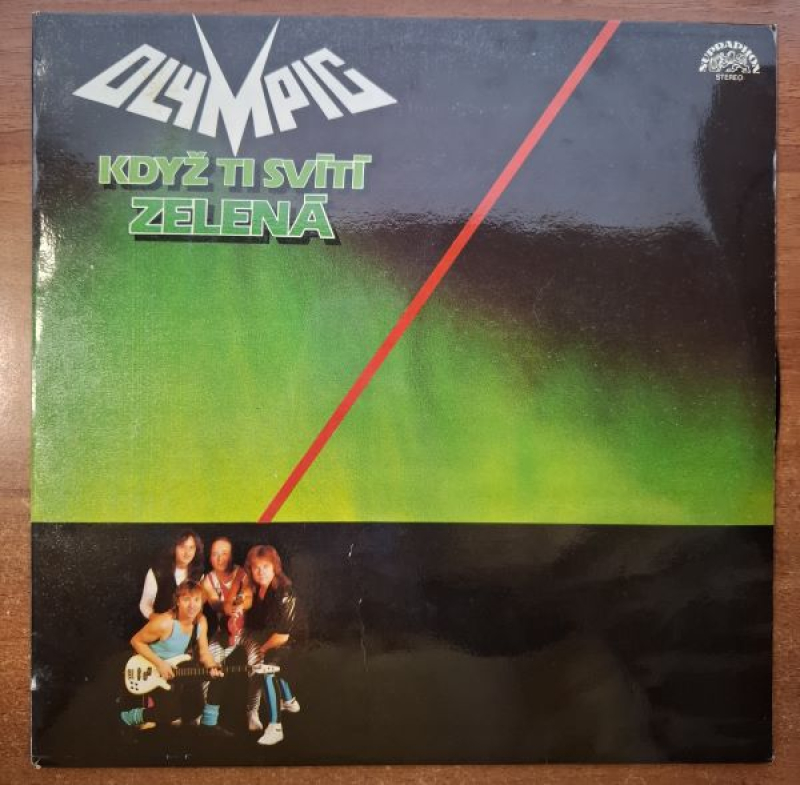 OLYMPIC
KDYŽ TI SVÍTÍ
ZELENÁ
SUPRAPHON
STEREO